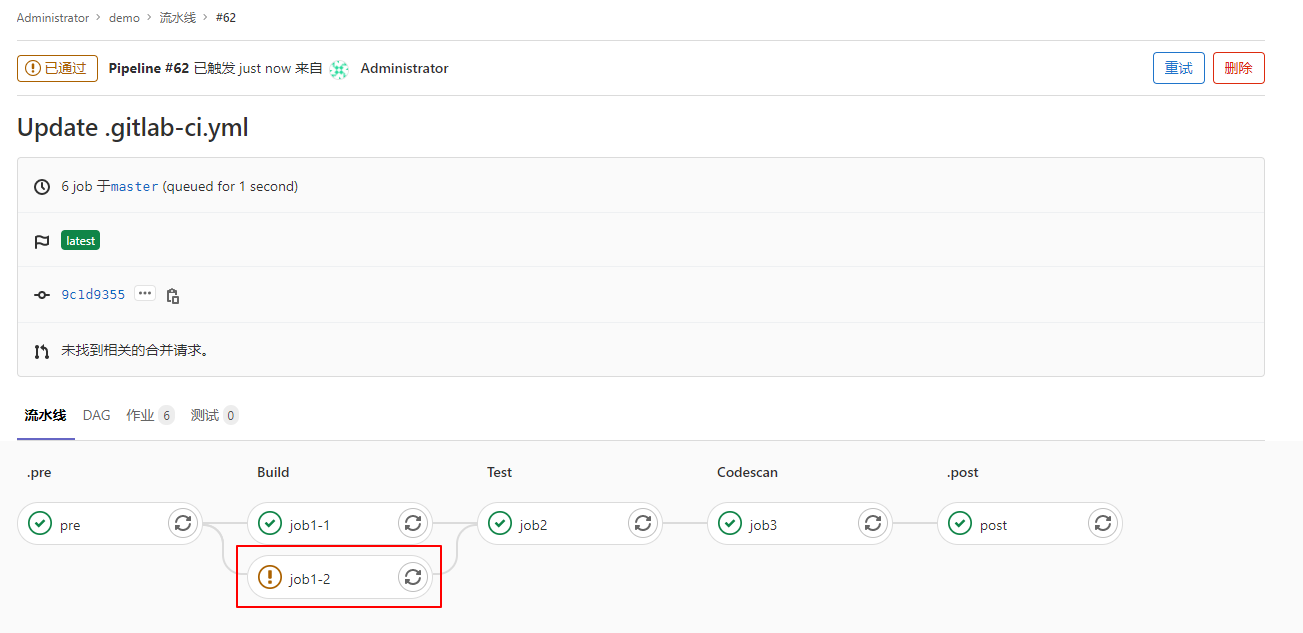 Administrator > demo > 流水线 > #62
已通过 Pipeline #62 已触发 just now 来自 Administrator 重试 删除
Update .gitlab-ci.yml
6 job 于master (queued for 1 second)
latest
9c1d9355 ···
未找到相关的合并请求。
流水线 DAG 作业 6 测试 0
.pre Build Test Codescan .post
pre job1-1 job2 job3 post
job1-2